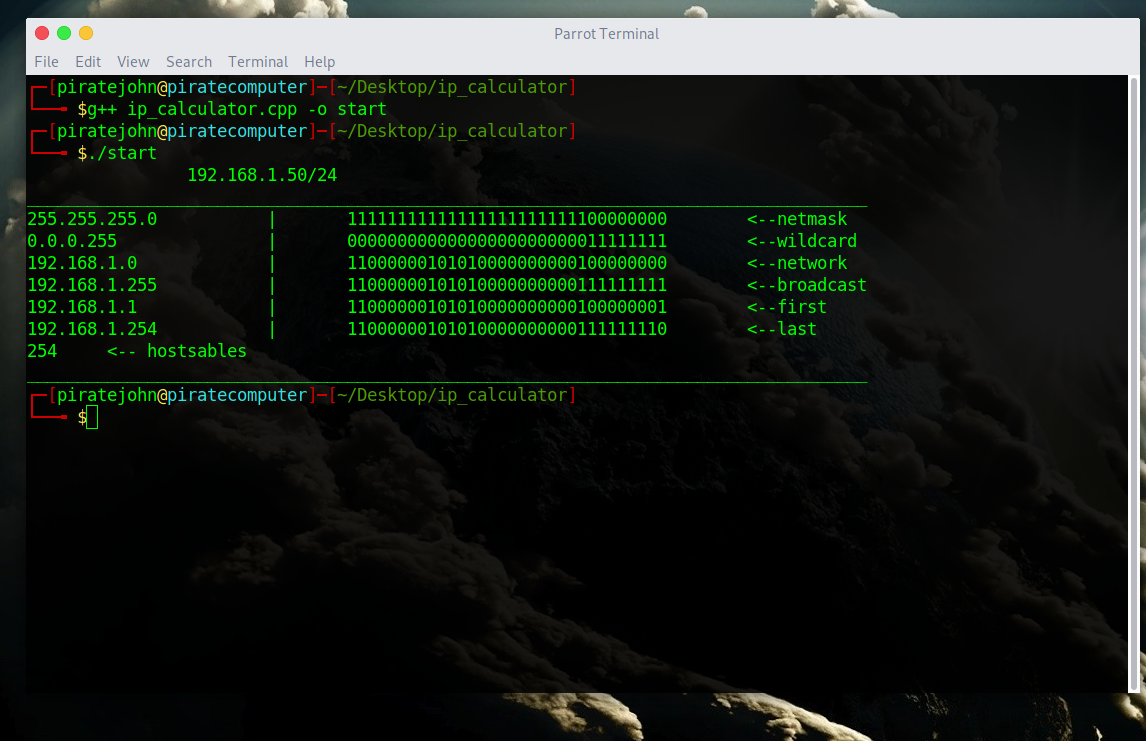 Parrot Terminal
File Edit View Search Terminal Help
[piratejohn@piratecomputer]─[~/Desktop/ip_calculator]
$g++ ip_calculator.cpp -o start
[piratejohn@piratecomputer]─[~/Desktop/ip_calculator]
$./start
192.168.1.50/24
255.255.255.0 | 11111111111111111111111100000000 <--netmask
0.0.0.255 | 00000000000000000000000011111111 <--wildcard
192.168.1.0 | 11000000101010000000000100000000 <--network
192.168.1.255 | 11000000101010000000000111111111 <--broadcast
192.168.1.1 | 11000000101010000000000100000001 <--first
192.168.1.254 | 11000000101010000000000111111110 <--last
254 <-- hostsables
[piratejohn@piratecomputer]─[~/Desktop/ip_calculator]
$